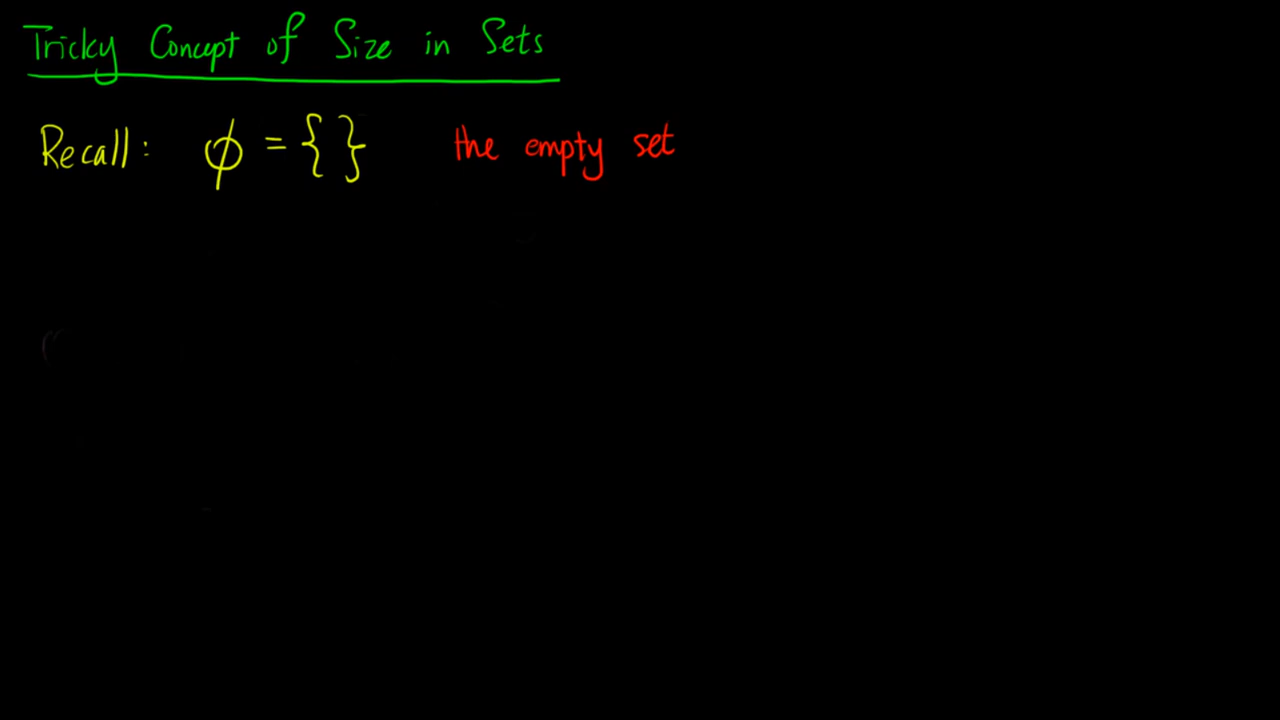 Tricky Concept of Size in Sets
Recall: ϕ = { } the empty set